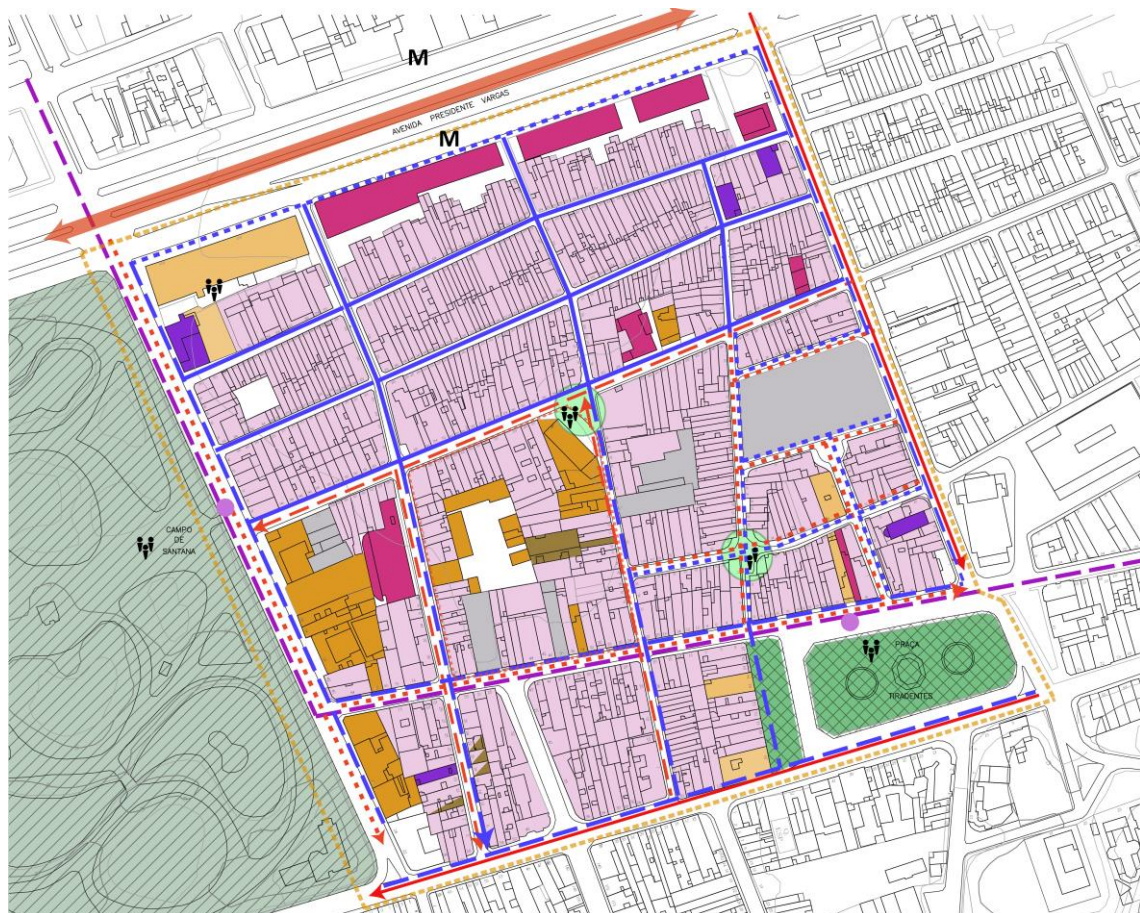 M
AVENIDA PRESIDENTE VARGAS
M
CAMPO
DE
SANTANA
PRAÇA
TIRADENTES